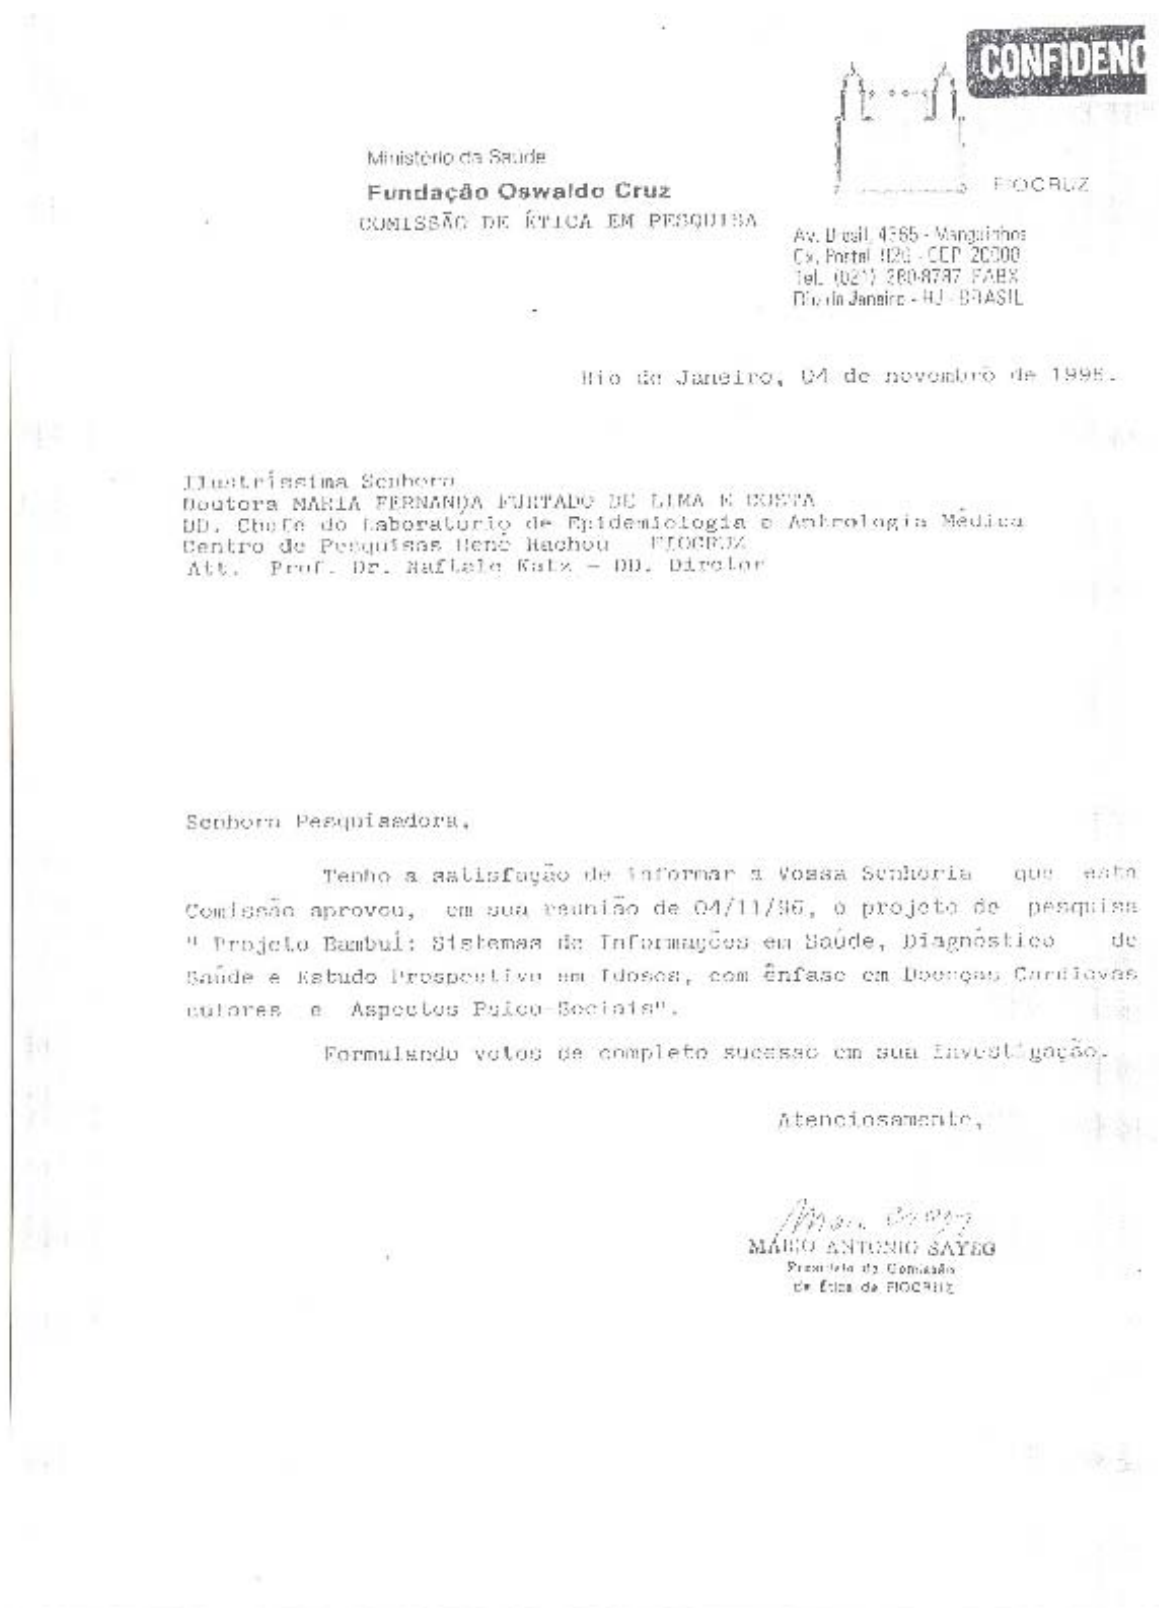 CONFIDENC
Ministério da Saúde
Fundação Oswaldo Cruz
COMISSÃO DE ÉTICA EM PESQUISA
FIOCRUZ
Av. Brasil, 4365 - Manguinhos
Cx. Postal 926 - CEP 20000
Tel. (021) 280-8787 PABX
Rio de Janeiro - RJ - BRASIL
Rio de Janeiro, 04 de novembro de
Ilustríssima Senhora
Doutora MARIA FERNANDA FURTADO DE LIMA E COSTA
DD. Chefe do Laboratório de Epidemiologia e Antrologia Médica
Centro de Pesquisas René Rachou FIOCRUZ
Att. Prof. Dr. Naftale Katz - DD. Diretor
Senhora Pesquisadora,
Tenho a satisfação de informar a Vossa Senhoria que esta
Comissão aprovou, em sua reunião de 04/11/96, o projeto de pesquisa
" Projeto Bambuí: Sistemas de Informações em Saúde, Diagnóstico de
Saúde e Estudo Prospectivo em Idosos, com ênfase em Doenças Cardiovas
culares e Aspectos Psico-Sociais".
Formulando votos de completo sucesso em sua investigação.
Atenciosamente,
MÁRIO ANTONIO SAYEG
Presidente da Comissão
de Ética da FIOCRUZ